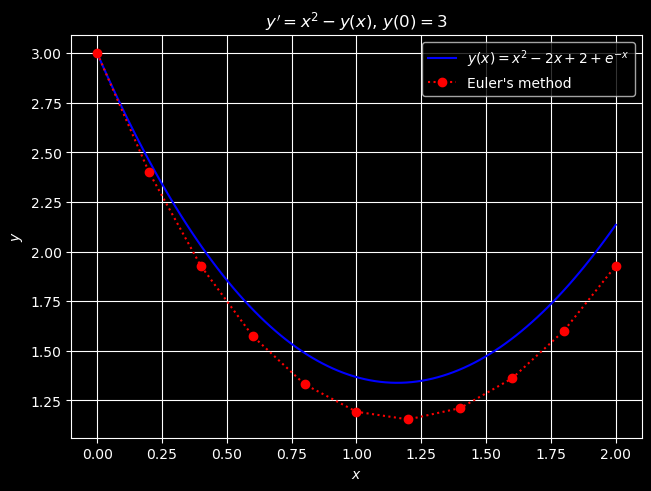 y′ = x² − y(x), y(0) = 3
y(x) = x² − 2x + 2 + e⁻ˣ
Euler's method
3.00
2.75
2.50
2.25
2.00
1.75
1.50
1.25
y
0.00 0.25 0.50 0.75 1.00 1.25 1.50 1.75 2.00
x